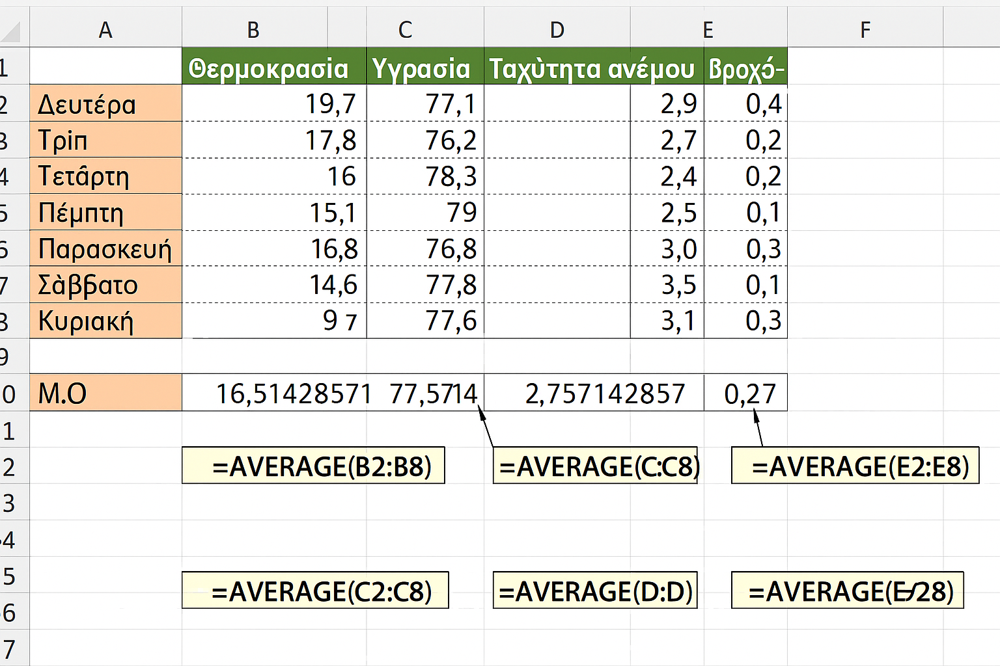 A B C D E F
1 Θερμοκρασία Υγρασία Ταχὺτητα ανέμου Βροχό-
2 Δευτέρα 19,7 77,1 2,9 0,4
3 Τρίπ 17,8 76,2 2,7 0,2
4 Τετᾶρτη 16 78,3 2,4 0,2
5 Πέμπτη 15,1 79 2,5 0,1
6 Παρασκευή 16,8 76,8 3,0 0,3
7 Σὰββατο 14,6 77,8 3,5 0,1
8 Κυριακή 9 7 77,6 3,1 0,3
9
0 Μ.Ο 16,51428571 77,5714 2,757142857 0,27
1
2 =AVERAGE(B2:B8) =AVERAGE(C:C8) =AVERAGE(E2:E8)
3
4
5 =AVERAGE(C2:C8) =AVERAGE(D:D)
6
7